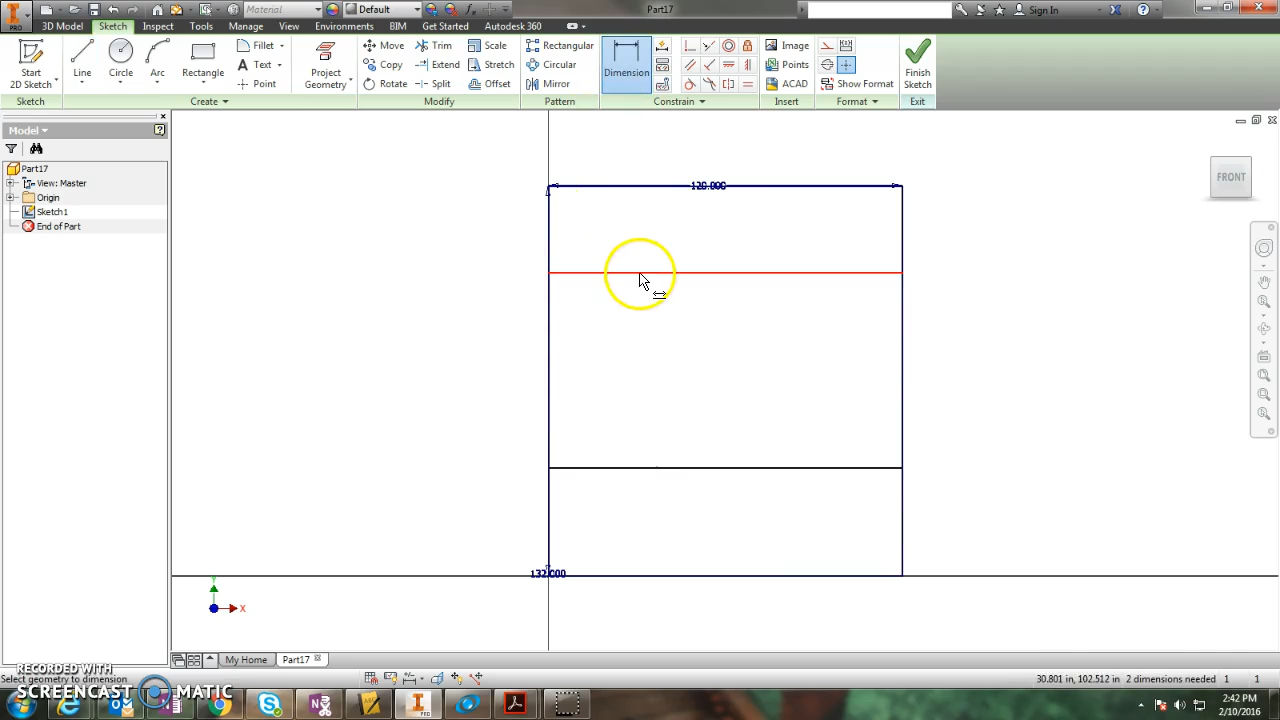 Material
Default
Part17
Sign In
PRO
3D Model
Sketch
Inspect
Tools
Manage
View
Environments
BIM
Get Started
Autodesk 360
Start
2D Sketch
Line
Circle
Arc
Rectangle
Fillet
Text
Point
Project
Geometry
Move
Copy
Rotate
Trim
Extend
Split
Scale
Stretch
Offset
Rectangular
Circular
Mirror
Dimension
Image
Points
ACAD
Show Format
Finish
Sketch
Sketch
Create
Modify
Pattern
Constrain
Insert
Format
Exit
Model
Part17
View: Master
Origin
Sketch1
End of Part
120.000
FRONT
132.000
Y
X
My Home
Part17
RECORDED WITH
SCREENCAST MATIC
Select geometry to dimension
30.801 in, 102.512 in
2 dimensions needed
1
1
PRO
2:42 PM
2/10/2016